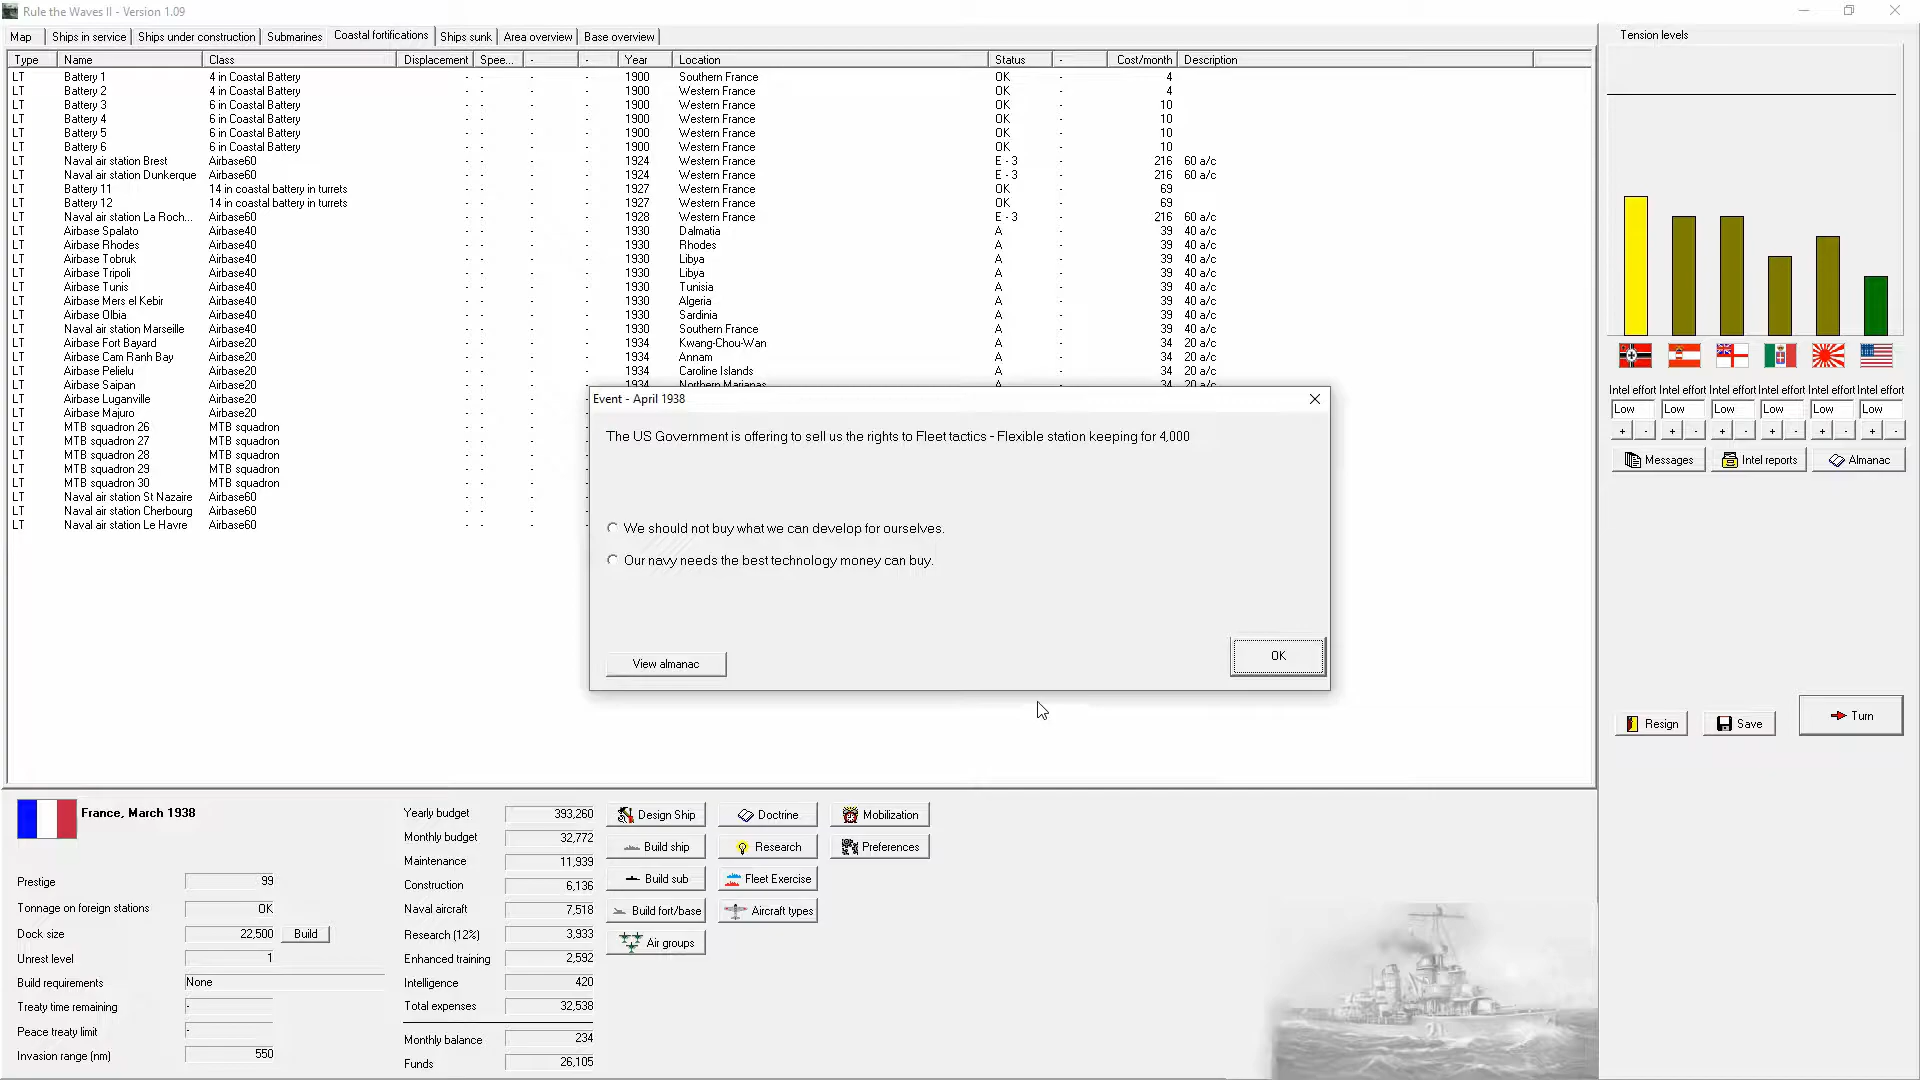 Rule the Waves II - Version 1.09
Map Ships in service Ships under construction Submarines Coastal fortifications Ships sunk Area overview Base overview
Type Name Class Displacement Spee... - - Year Location Status - Cost/month Description
LT Battery 1 4 in Coastal Battery - - - - 1900 Southern France OK - 4
LT Battery 2 4 in Coastal Battery - - - - 1900 Western France OK - 4
LT Battery 3 6 in Coastal Battery - - - - 1900 Western France OK - 10
LT Battery 4 6 in Coastal Battery - - - - 1900 Western France OK - 10
LT Battery 5 6 in Coastal Battery - - - - 1900 Western France OK - 10
LT Battery 6 6 in Coastal Battery - - - - 1900 Western France OK - 10
LT Naval air station Brest Airbase60 - - - - 1924 Western France E - 3 - 216 60 a/c
LT Naval air station Dunkerque Airbase60 - - - - 1924 Western France E - 3 - 216 60 a/c
LT Battery 11 14 in coastal battery in turrets - - - - 1927 Western France OK - 69
LT Battery 12 14 in coastal battery in turrets - - - - 1927 Western France OK - 69
LT Naval air station La Roch... Airbase60 - - - - 1928 Western France E - 3 - 216 60 a/c
LT Airbase Spalato Airbase40 - - - - 1930 Dalmatia A - 39 40 a/c
LT Airbase Rhodes Airbase40 - - - - 1930 Rhodes A - 39 40 a/c
LT Airbase Tobruk Airbase40 - - - - 1930 Libya A - 39 40 a/c
LT Airbase Tripoli Airbase40 - - - - 1930 Libya A - 39 40 a/c
LT Airbase Tunis Airbase40 - - - - 1930 Tunisia A - 39 40 a/c
LT Airbase Mers el Kebir Airbase40 - - - - 1930 Algeria A - 39 40 a/c
LT Airbase Olbia Airbase40 - - - - 1930 Sardinia A - 39 40 a/c
LT Naval air station Marseille Airbase40 - - - - 1930 Southern France A - 39 40 a/c
LT Airbase Fort Bayard Airbase20 - - - - 1934 Kwang-Chou-Wan A - 34 20 a/c
LT Airbase Cam Ranh Bay Airbase20 - - - - 1934 Annam A - 34 20 a/c
LT Airbase Pelielu Airbase20 - - - - 1934 Caroline Islands A - 34 20 a/c
LT Airbase Saipan Airbase20 - - - - 1934 Northern Marianas A - 34 20 a/c
LT Airbase Luganville Airbase20 - - - -
LT Airbase Majuro Airbase20 - - - -
LT MTB squadron 26 MTB squadron - - - -
LT MTB squadron 27 MTB squadron - - - -
LT MTB squadron 28 MTB squadron - - - -
LT MTB squadron 29 MTB squadron - - - -
LT MTB squadron 30 MTB squadron - - - -
LT Naval air station St Nazaire Airbase60 - - - -
LT Naval air station Cherbourg Airbase60 - - - -
LT Naval air station Le Havre Airbase60 - - - -
Event - April 1938
The US Government is offering to sell us the rights to Fleet tactics - Flexible station keeping for 4,000
We should not buy what we can develop for ourselves.
Our navy needs the best technology money can buy.
View almanac
OK
Tension levels
Intel effort Intel effort Intel effort Intel effort Intel effort Intel effort
Low Low Low Low Low Low
+ - + - + - + - + - + -
Messages Intel reports Almanac
Resign Save Turn
France, March 1938
Prestige 99
Tonnage on foreign stations OK
Dock size 22,500 Build
Unrest level 1
Build requirements None
Treaty time remaining -
Peace treaty limit -
Invasion range (nm) 550
Yearly budget 393,260
Monthly budget 32,772
Maintenance 11,939
Construction 6,136
Naval aircraft 7,518
Research (12%) 3,933
Enhanced training 2,592
Intelligence 420
Total expenses 32,538
Monthly balance 234
Funds 26,105
Design Ship Doctrine Mobilization
Build ship Research Preferences
Build sub Fleet Exercise
Build fort/base Aircraft types
Air groups